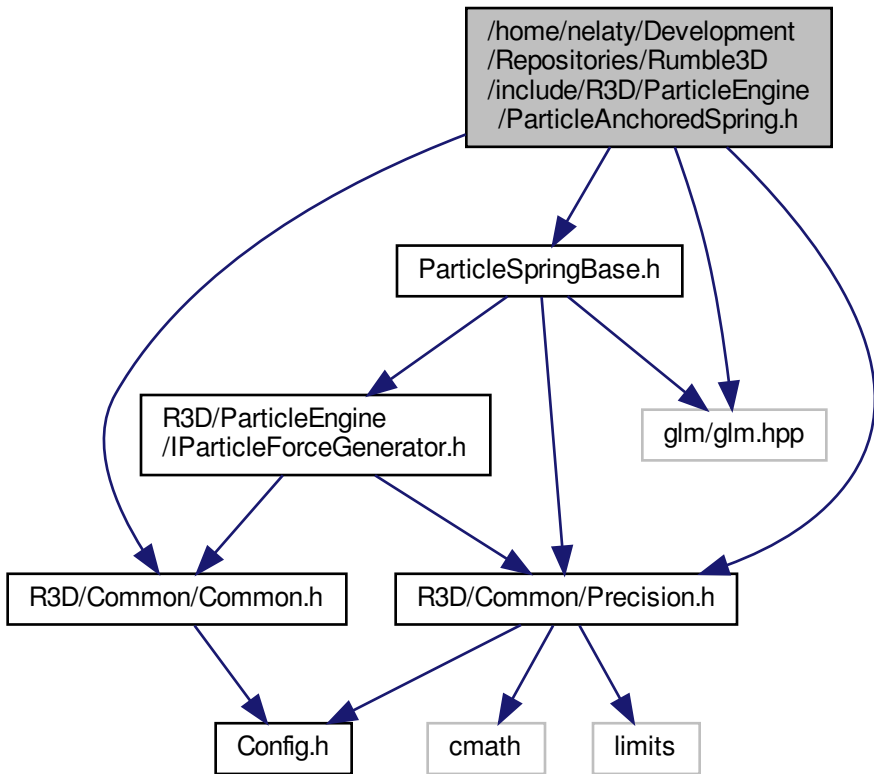 /home/nelaty/Development
/Repositories/Rumble3D
/include/R3D/ParticleEngine
/ParticleAnchoredSpring.h
ParticleSpringBase.h
R3D/ParticleEngine
/IParticleForceGenerator.h
glm/glm.hpp
R3D/Common/Common.h
R3D/Common/Precision.h
Config.h
cmath
limits